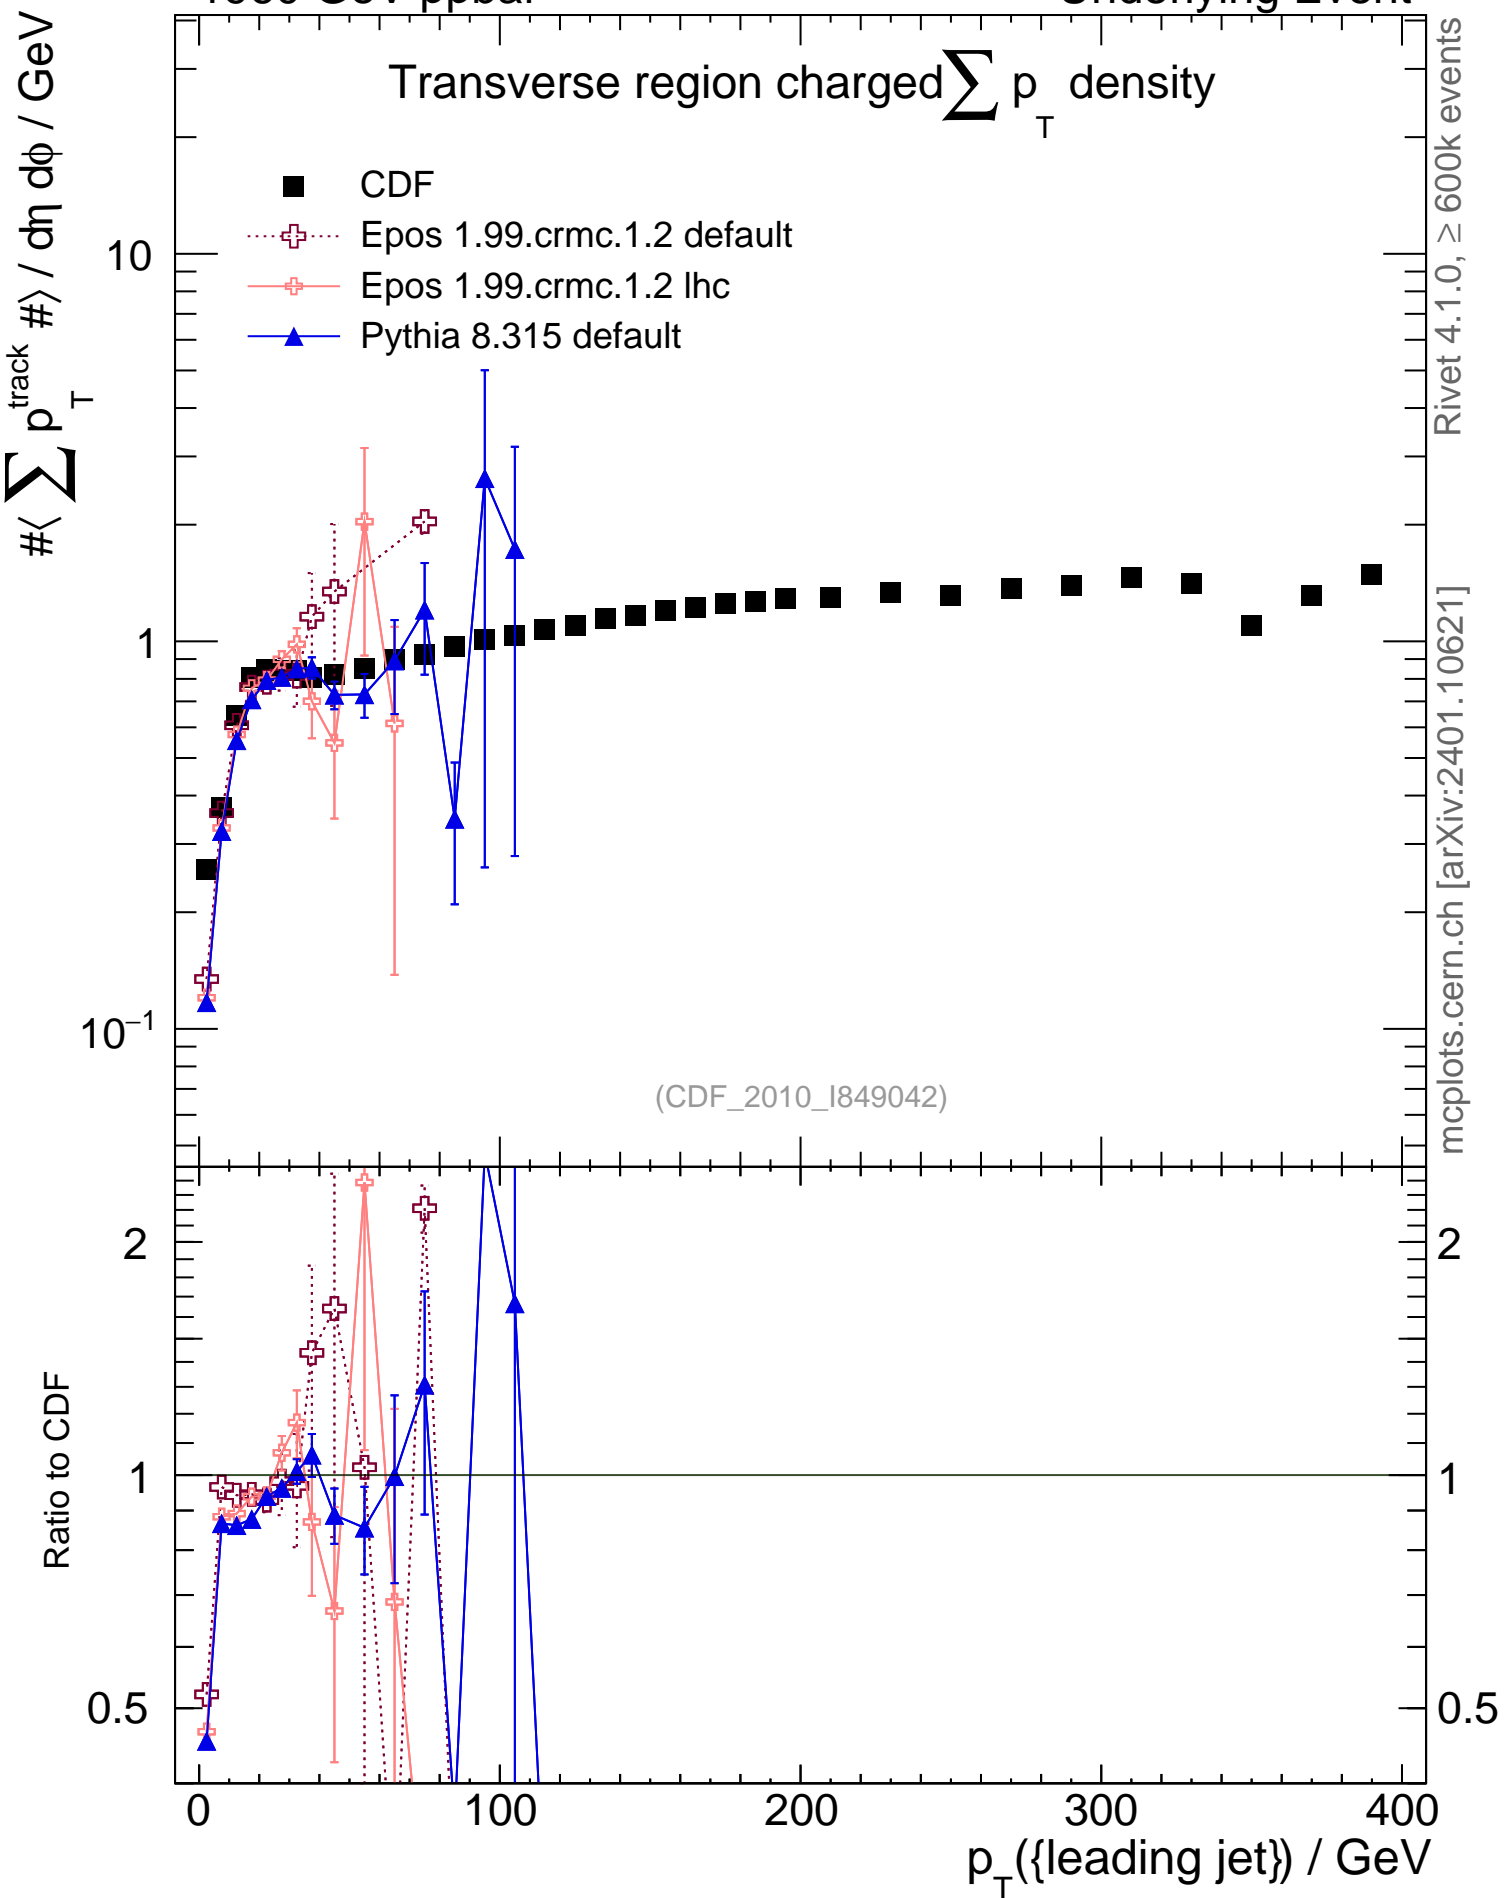 Transverse region charged ∑ p_T density
#⟨ ∑ p_T^track #⟩ / dη dϕ / GeV
CDF
Epos 1.99.crmc.1.2 default
Epos 1.99.crmc.1.2 lhc
Pythia 8.315 default
10
1
10⁻¹
(CDF_2010_I849042)
Rivet 4.1.0, ≥ 600k events
mcplots.cern.ch [arXiv:2401.10621]
Ratio to CDF
2
1
0.5
2
1
0.5
0 100 200 300 400
p_T({leading jet}) / GeV